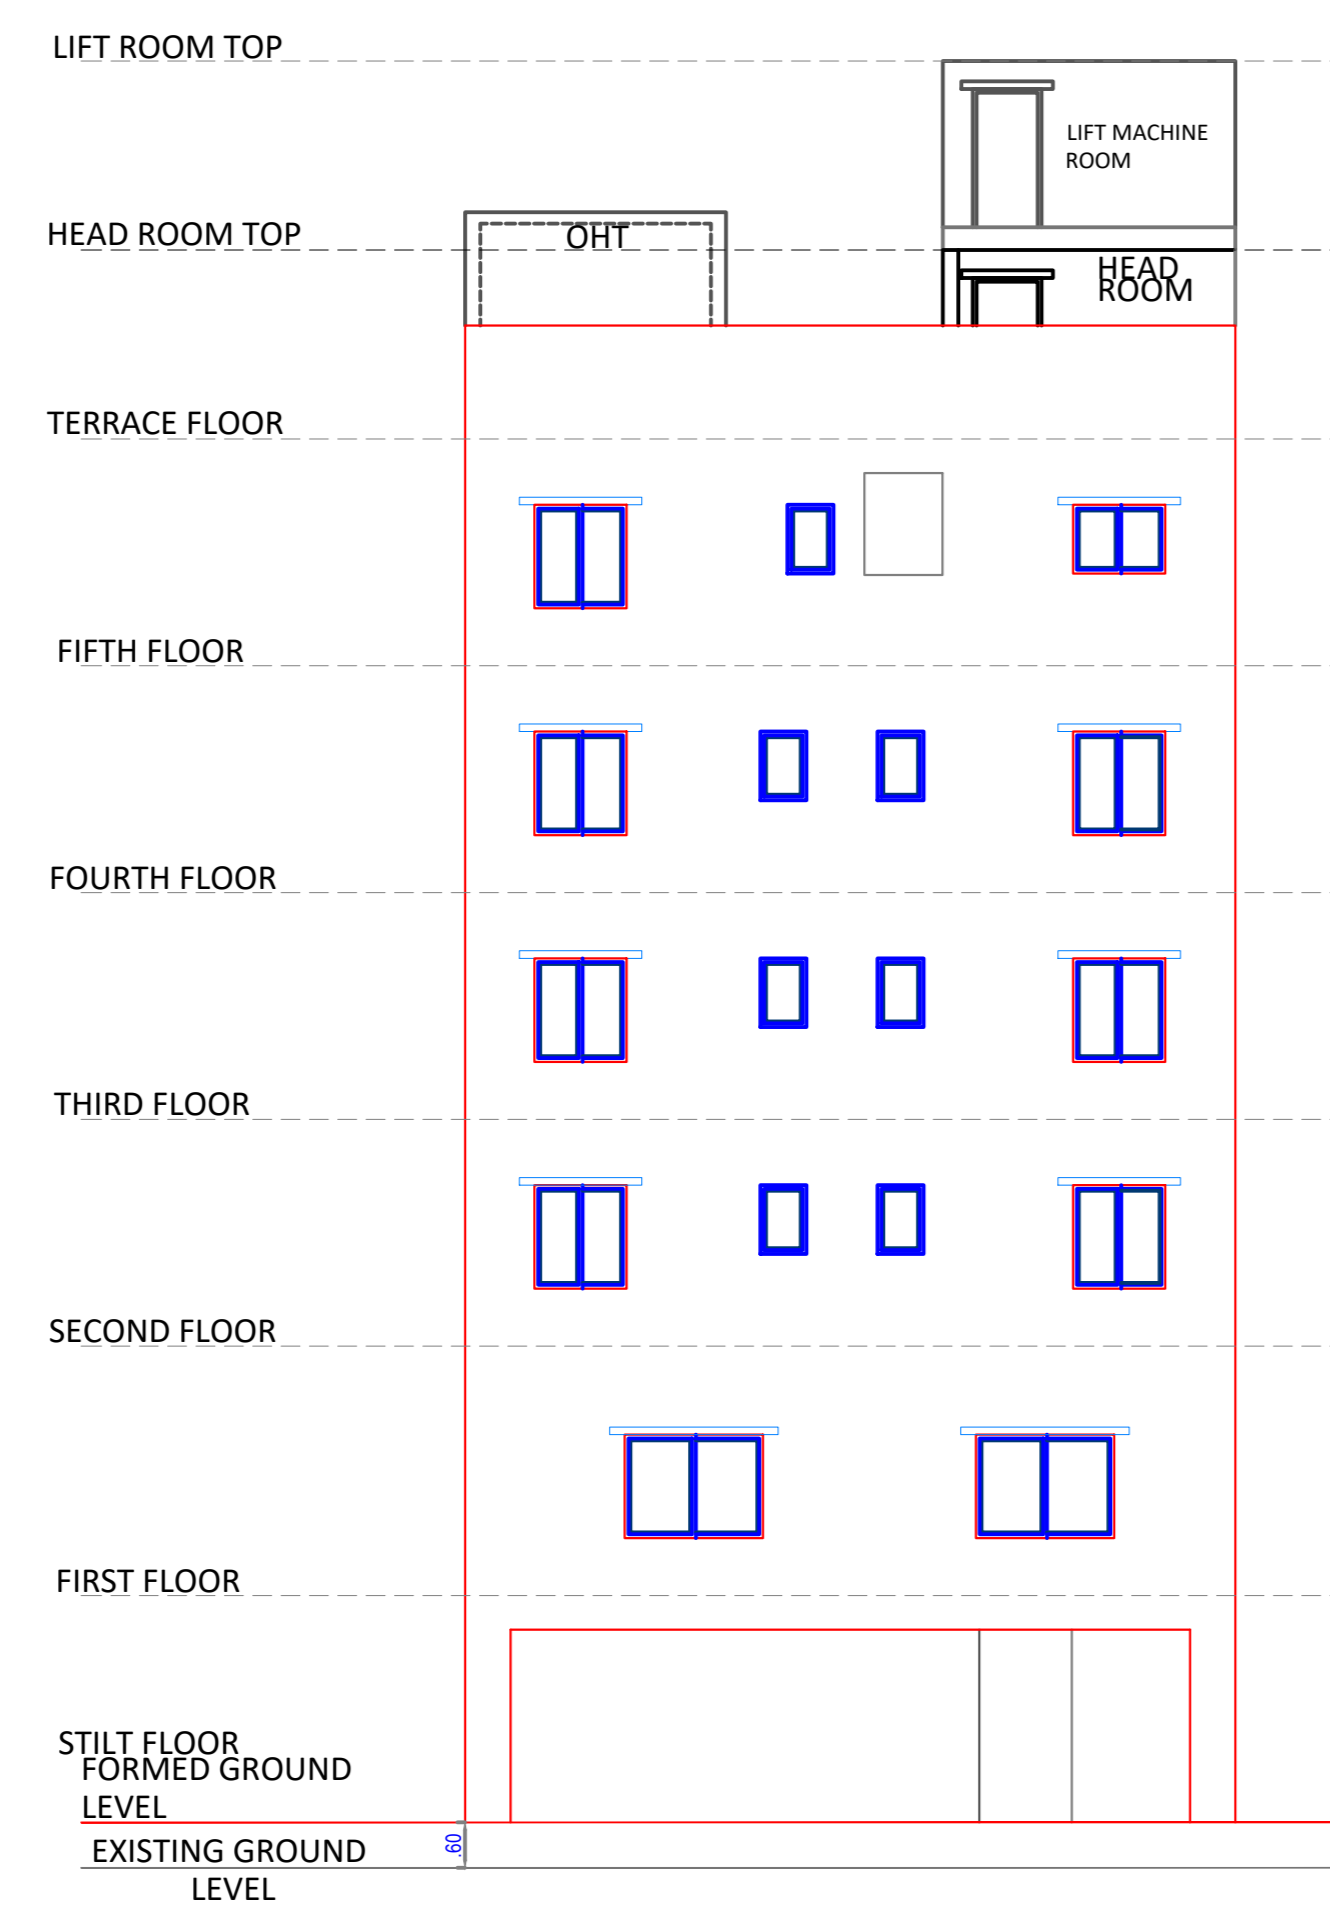 LIFT ROOM TOP
LIFT MACHINE
ROOM
HEAD ROOM TOP
OHT
HEAD
ROOM
TERRACE FLOOR
FIFTH FLOOR
FOURTH FLOOR
THIRD FLOOR
SECOND FLOOR
FIRST FLOOR
STILT FLOOR
FORMED GROUND
LEVEL
.60
EXISTING GROUND
LEVEL